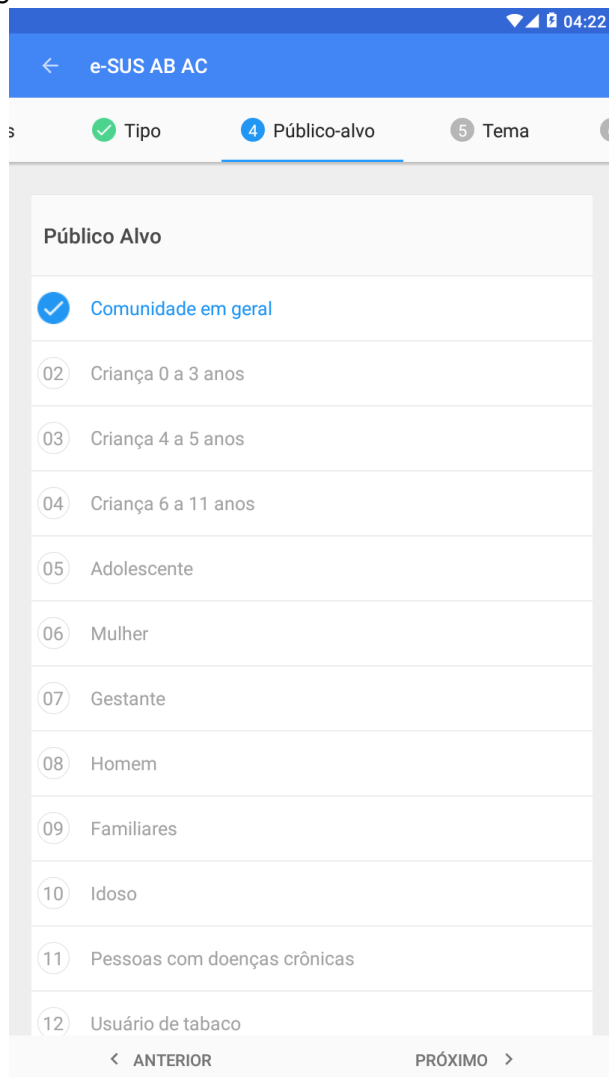 04:22
e-SUS AB AC
s Tipo 4 Público-alvo 5 Tema
Público Alvo
Comunidade em geral
02 Criança 0 a 3 anos
03 Criança 4 a 5 anos
04 Criança 6 a 11 anos
05 Adolescente
06 Mulher
07 Gestante
08 Homem
09 Familiares
10 Idoso
11 Pessoas com doenças crônicas
12 Usuário de tabaco
ANTERIOR PRÓXIMO